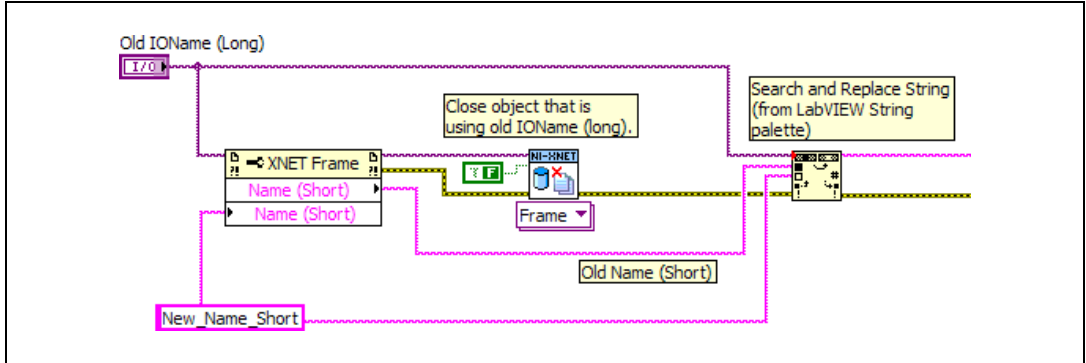 Old IOName (Long)
I/O
Search and Replace String
(from LabVIEW String
palette)
Close object that is
using old IOName (long).
XNET Frame
NI-XNET
?F
Name (Short)
Name (Short)
Frame
Old Name (Short)
New_Name_Short